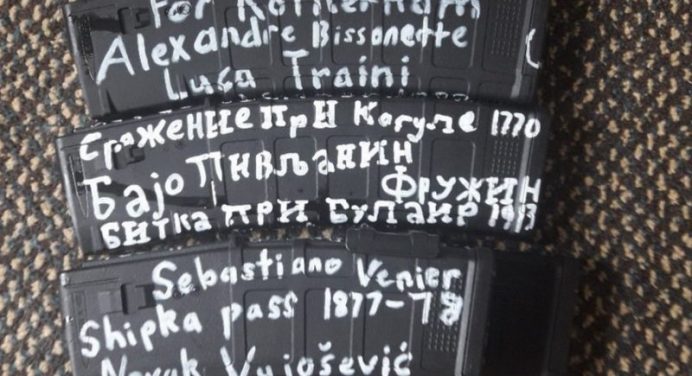 For Rotherham
Alexandre Bissonette
Luca Traini
Сражение при Кагуле 1770
Бајо Пивљанин
Фружин
Битка при Булаир 1913
Sebastiano Venier
Shipka pass 1877-78
Novak Vujošević